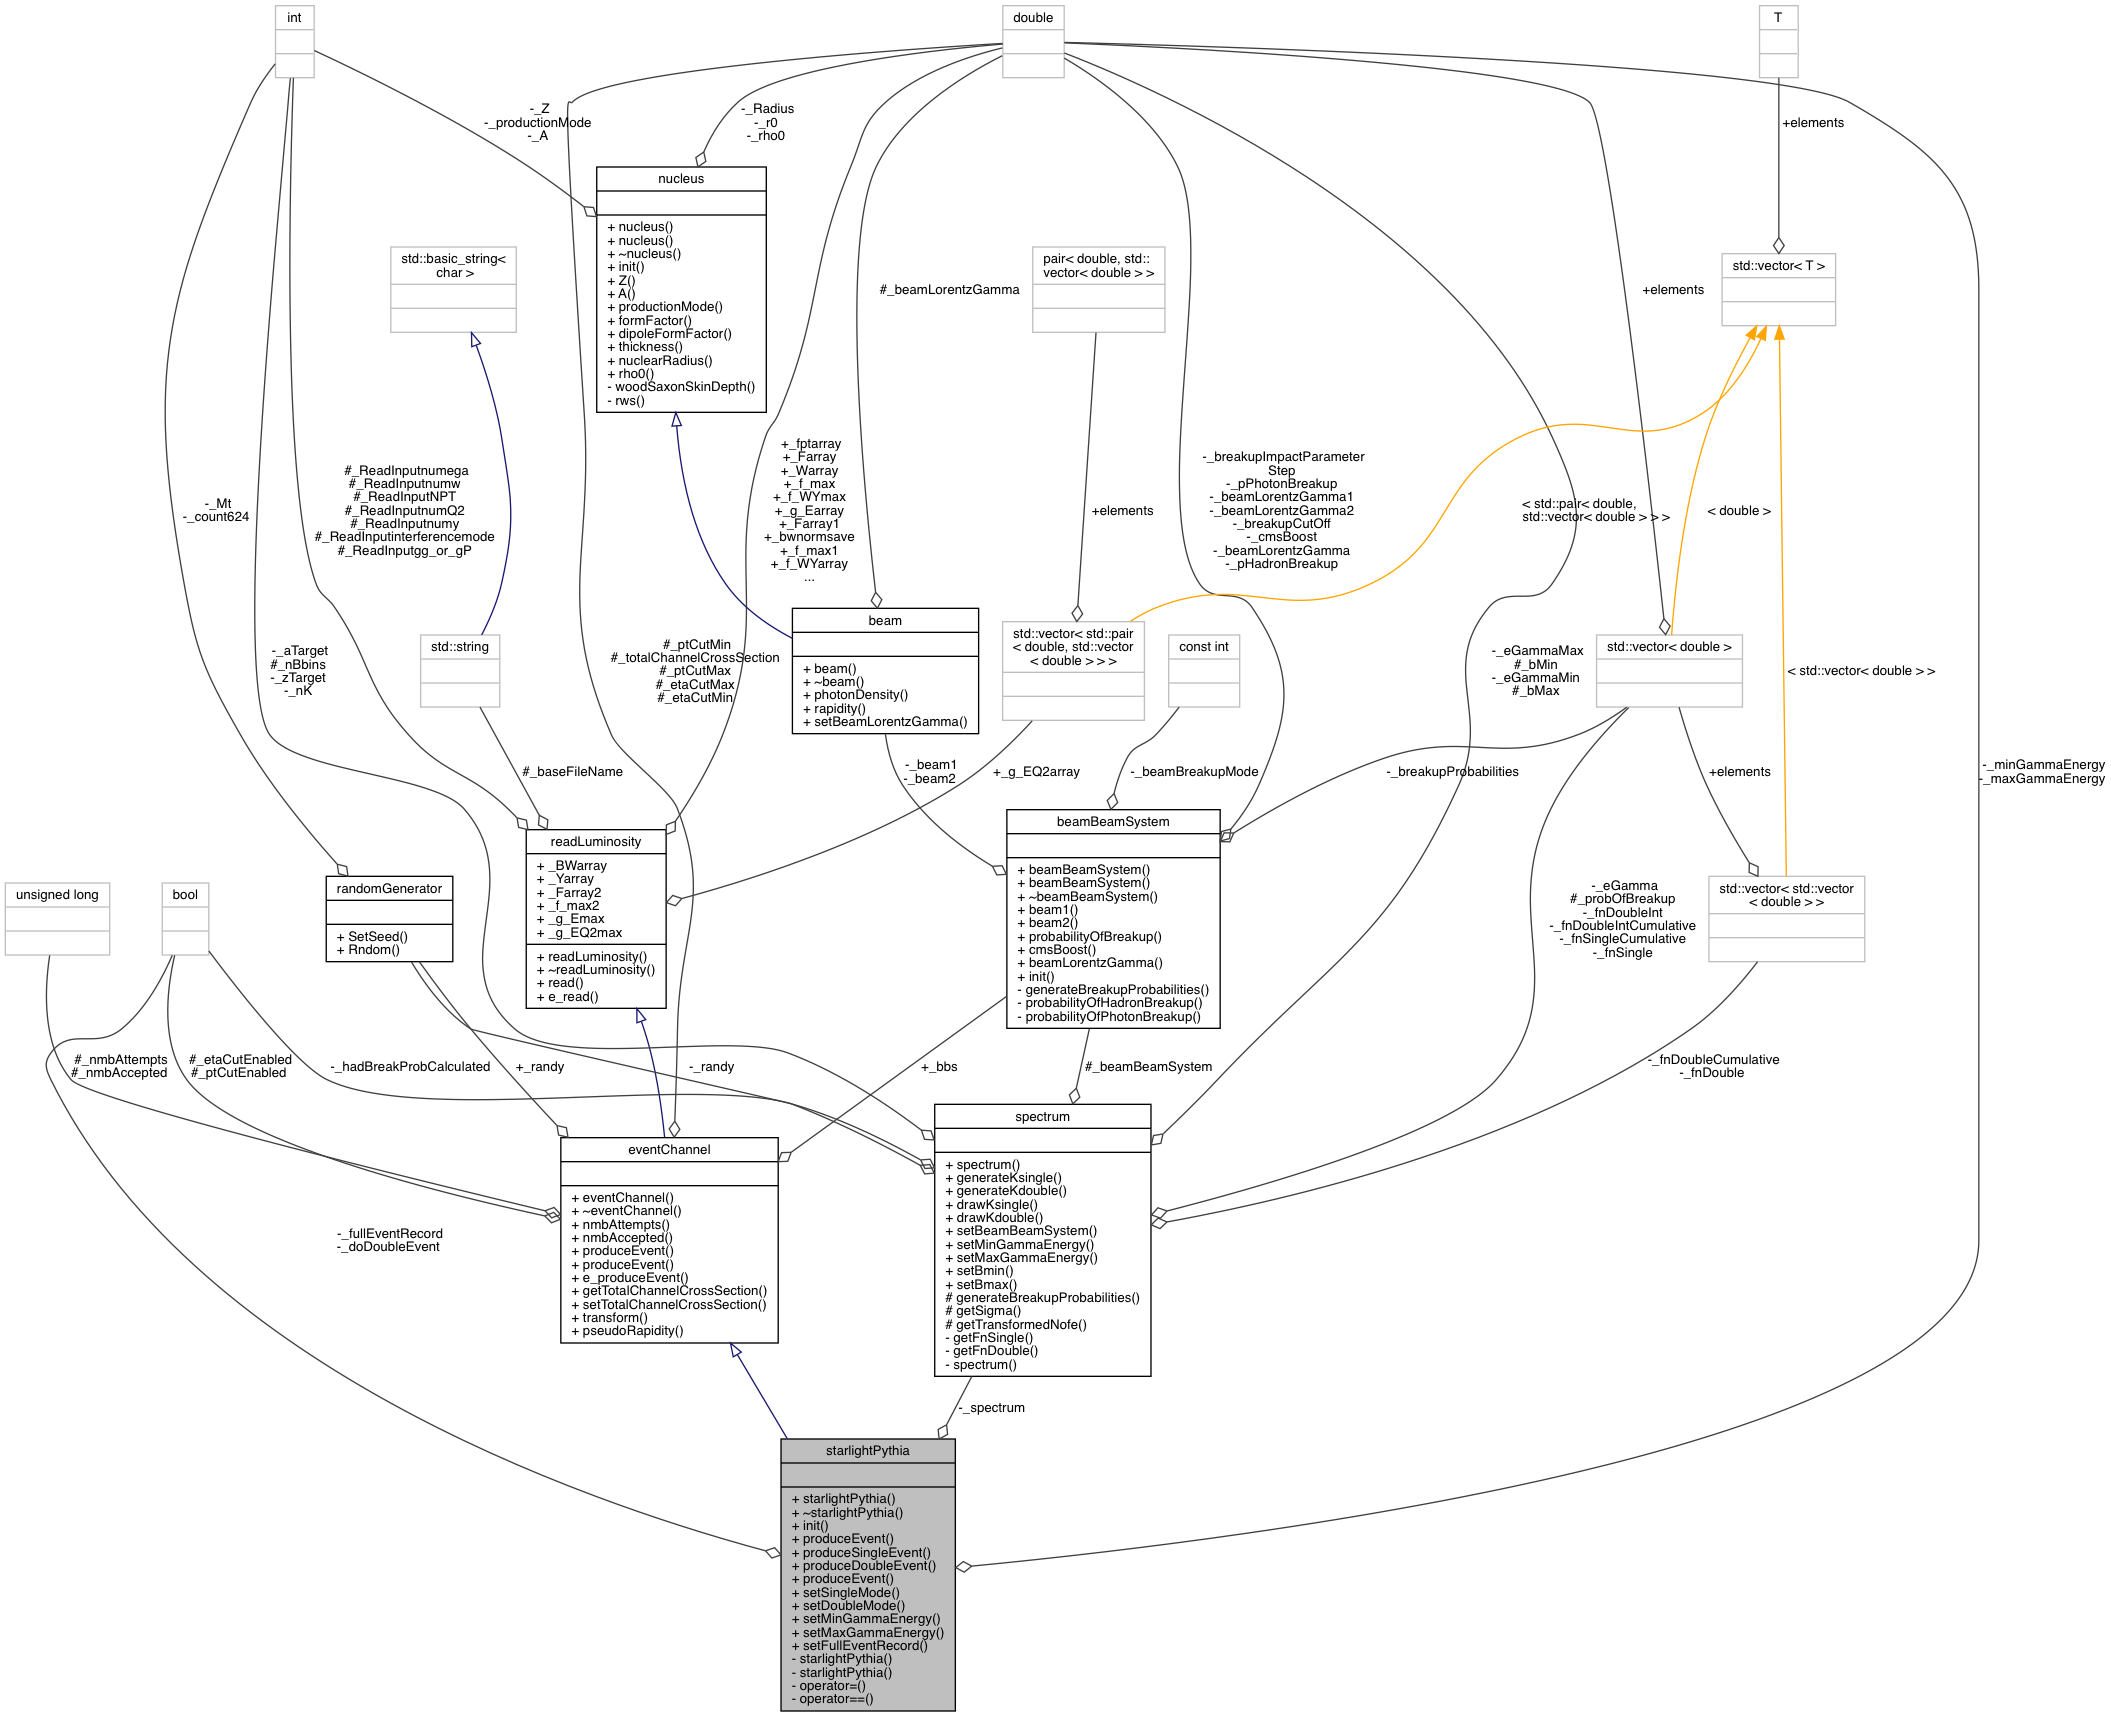 int
double
T
-_Z
-_productionMode
-_A
-_Radius
-_r0
-_rho0
+elements
nucleus
+ nucleus()
+ nucleus()
+ ~nucleus()
+ init()
+ Z()
+ A()
+ productionMode()
+ formFactor()
+ dipoleFormFactor()
+ thickness()
+ nuclearRadius()
+ rho0()
- woodSaxonSkinDepth()
- rws()
std::basic_string<
char >
#_beamLorentzGamma
pair< double, std::
vector< double > >
+elements
std::vector< T >
-_Mt
-_count624
#_ReadInputnumega
#_ReadInputnumw
#_ReadInputNPT
#_ReadInputnumQ2
#_ReadInputnumy
#_ReadInputinterferencemode
#_ReadInputgg_or_gP
+_fptarray
+_Farray
+_Warray
+_f_max
+_f_WYmax
+_g_Earray
+_Farray1
+_bwnormsave
+_f_max1
+_f_WYarray
...
+elements
-_breakupImpactParameter
Step
-_pPhotonBreakup
-_beamLorentzGamma1
-_beamLorentzGamma2
-_breakupCutOff
-_cmsBoost
-_beamLorentzGamma
-_pHadronBreakup
< std::pair< double,
std::vector< double > > >
< double >
-_aTarget
#_nBbins
-_zTarget
-_nK
std::string
#_ptCutMin
#_totalChannelCrossSection
#_ptCutMax
#_etaCutMax
#_etaCutMin
beam
+ beam()
+ ~beam()
+ photonDensity()
+ rapidity()
+ setBeamLorentzGamma()
std::vector< std::pair
< double, std::vector
< double > > >
const int
-_eGammaMax
#_bMin
-_eGammaMin
#_bMax
std::vector< double >
< std::vector< double > >
#_baseFileName
-_beam1
-_beam2
+_g_EQ2array
-_beamBreakupMode
-_breakupProbabilities
+elements
-_minGammaEnergy
-_maxGammaEnergy
unsigned long
bool
randomGenerator
+ SetSeed()
+ Rndom()
readLuminosity
+ _BWarray
+ _Yarray
+ _Farray2
+ _f_max2
+ _g_Emax
+ _g_EQ2max
+ readLuminosity()
+ ~readLuminosity()
+ read()
+ e_read()
beamBeamSystem
+ beamBeamSystem()
+ beamBeamSystem()
+ ~beamBeamSystem()
+ beam1()
+ beam2()
+ probabilityOfBreakup()
+ cmsBoost()
+ beamLorentzGamma()
+ init()
- generateBreakupProbabilities()
- probabilityOfHadronBreakup()
- probabilityOfPhotonBreakup()
-_eGamma
#_probOfBreakup
-_fnDoubleInt
-_fnDoubleIntCumulative
-_fnSingleCumulative
-_fnSingle
std::vector< std::vector
< double > >
#_nmbAttempts
#_nmbAccepted
#_etaCutEnabled
#_ptCutEnabled
-_hadBreakProbCalculated
+_randy
-_randy
+_bbs
#_beamBeamSystem
-_fnDoubleCumulative
-_fnDouble
eventChannel
+ eventChannel()
+ ~eventChannel()
+ nmbAttempts()
+ nmbAccepted()
+ produceEvent()
+ produceEvent()
+ e_produceEvent()
+ getTotalChannelCrossSection()
+ setTotalChannelCrossSection()
+ transform()
+ pseudoRapidity()
spectrum
+ spectrum()
+ generateKsingle()
+ generateKdouble()
+ drawKsingle()
+ drawKdouble()
+ setBeamBeamSystem()
+ setMinGammaEnergy()
+ setMaxGammaEnergy()
+ setBmin()
+ setBmax()
# generateBreakupProbabilities()
# getSigma()
# getTransformedNofe()
- getFnSingle()
- getFnDouble()
- spectrum()
-_fullEventRecord
-_doDoubleEvent
-_spectrum
starlightPythia
+ starlightPythia()
+ ~starlightPythia()
+ init()
+ produceEvent()
+ produceSingleEvent()
+ produceDoubleEvent()
+ produceEvent()
+ setSingleMode()
+ setDoubleMode()
+ setMinGammaEnergy()
+ setMaxGammaEnergy()
+ setFullEventRecord()
- starlightPythia()
- starlightPythia()
- operator=()
- operator==()